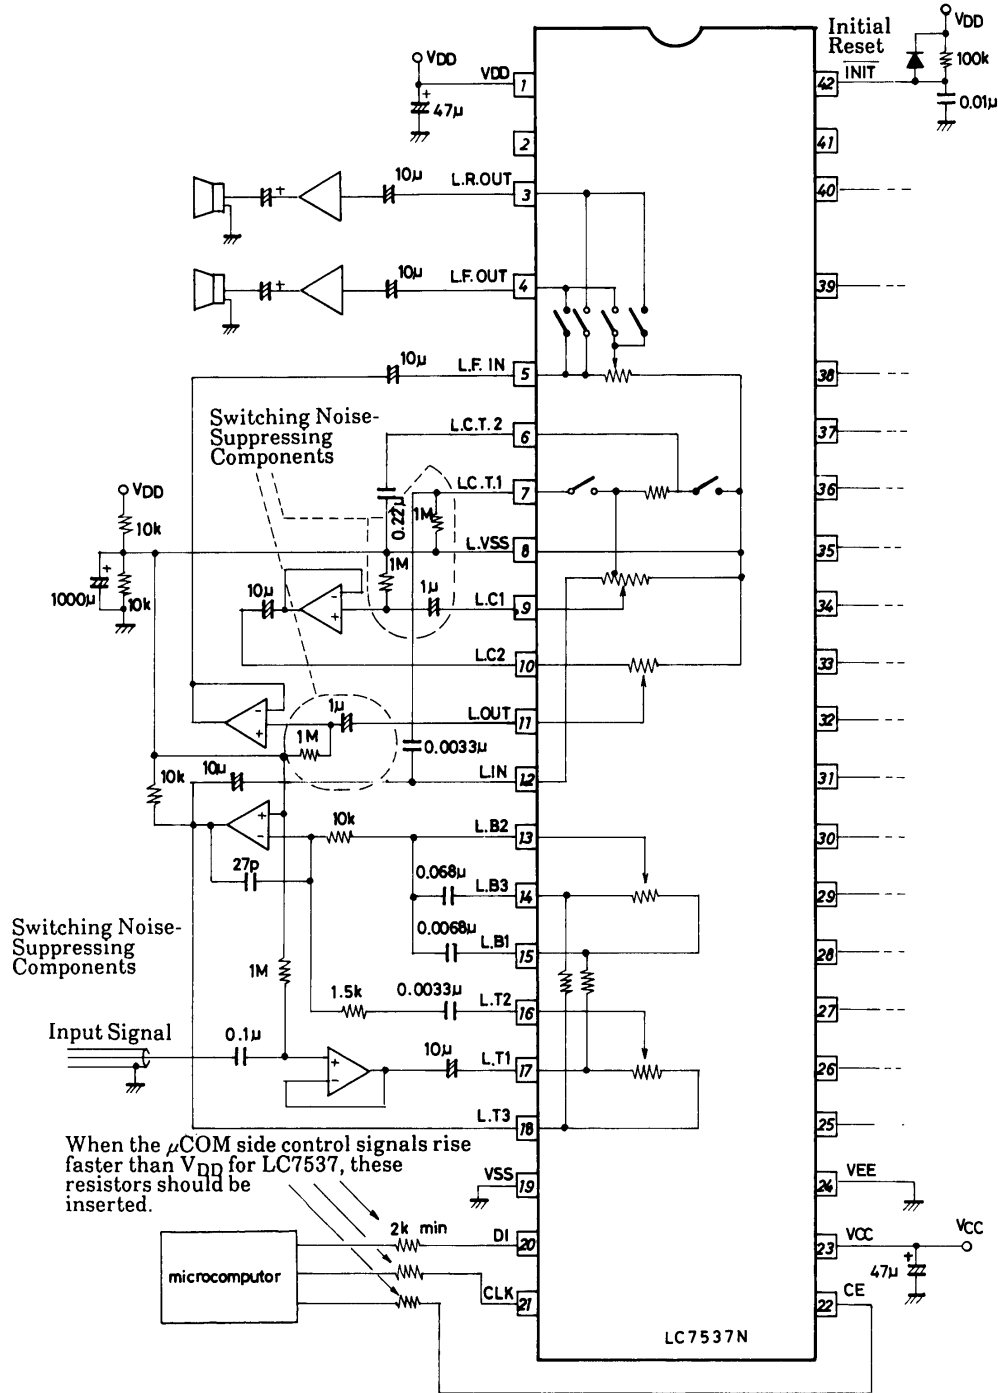 Initial
Reset
INIT
VDD
100k
0.01μ
VDD
47μ
VDD
1
42
2
41
10μ
L.R.OUT
3
40
10μ
L.F.OUT
4
39
10μ
L.F. IN
5
38
Switching Noise-
Suppressing
Components
L.C.T.2
6
37
VDD
10k
0.22μ
L.C.T.1
1M
7
36
L.VSS
8
35
1000μ
10k
10μ
1M
1μ
L.C1
9
34
L.C2
10
33
1μ
L.OUT
11
32
1M
0.0033μ
10k
10μ
L.IN
12
31
10k
L.B2
13
30
27p
0.068μ
L.B3
14
29
0.0068μ
L.B1
15
28
Switching Noise-
Suppressing
Components
1M
1.5k
0.0033μ
L.T2
16
27
Input Signal
0.1μ
10μ
L.T1
17
26
L.T3
18
25
When the μCOM side control signals rise
faster than VDD for LC7537, these
resistors should be
inserted.
VSS
19
24
VEE
2k min
DI
20
23
VCC
VCC
47μ
microcomputor
CLK
21
22
CE
LC7537N